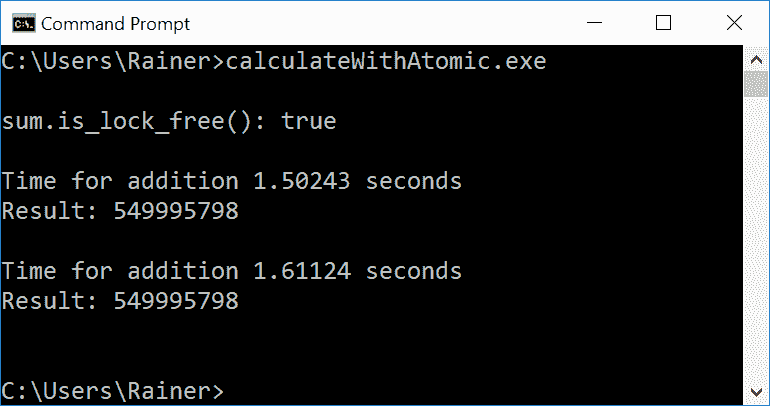 Command Prompt
C:\Users\Rainer>calculateWithAtomic.exe
sum.is_lock_free(): true
Time for addition 1.50243 seconds
Result: 549995798
Time for addition 1.61124 seconds
Result: 549995798
C:\Users\Rainer>